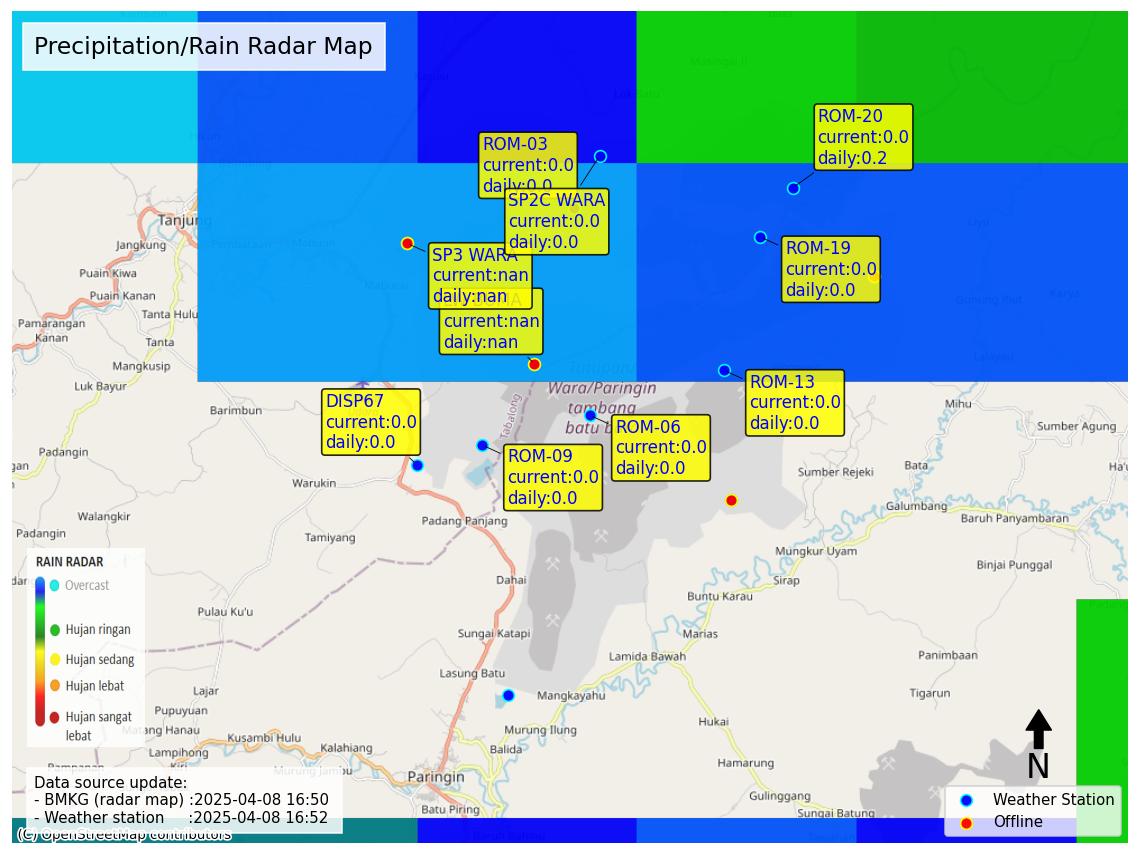 Precipitation/Rain Radar Map
ROM-20
current:0.0
daily:0.2
ROM-03
current:0.0
daily:0.0
SP2C WARA
current:0.0
daily:0.0
Tanjung
Jangkung
SP3 WARA
current:nan
daily:nan
ROM-19
current:0.0
daily:0.0
Puain Kiwa
Puain Kanan
Tanta Hulu
current:nan
daily:nan
Pamarangan
Kanan
Tanta
Mangkusip
Luk Bayur
Wara/Paringin
tambang
batu b
Tabalong
ROM-13
current:0.0
daily:0.0
DISP67
current:0.0
daily:0.0
Barimbun
Mihu
ROM-06
current:0.0
daily:0.0
Sumber Agung
Padangin
ROM-09
current:0.0
daily:0.0
Bata
Sumber Rejeki
Warukin
Galumbang
Walangkir
Padang Panjang
Baruh Panyambaran
Padangin
Tamiyang
Mungkur Uyam
Binjai Punggal
Dahai
Sirap
Buntu Karau
Pulau Ku'u
Sungai Katapi
Marias
Lamida Bawah
Panimbaan
Lasung Batu
Lajar
Mangkayahu
Tigarun
Pupuyuan
Matang Hanau
Hukai
Murung Ilung
Kusambi Hulu
Kalahiang
Balida
Lampihong
Hamarung
Murung Jambu
Paringin
Gulinggang
Batu Piring
Sungai Batung
RAIN RADAR
Overcast
Hujan ringan
Hujan sedang
Hujan lebat
Hujan sangat
lebat
Data source update:
- BMKG (radar map) :2025-04-08 16:50
- Weather station :2025-04-08 16:52
(C) OpenStreetMap contributors
N
Weather Station
Offline